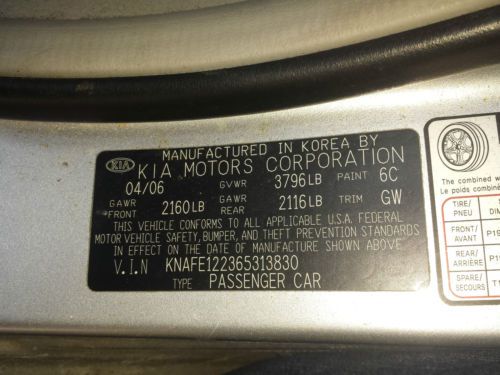 MANUFACTURED IN KOREA BY
KIA KIA MOTORS CORPORATION
04/06 GVWR 3796LB PAINT 6C
GAWR FRONT 2160LB GAWR REAR 2116LB TRIM GW
THIS VEHICLE CONFORMS TO ALL APPLICABLE U.S.A. FEDERAL
MOTOR VEHICLE SAFETY, BUMPER, AND THEFT PREVENTION STANDARDS
IN EFFECT ON THE DATE OF MANUFACTURE SHOWN ABOVE.
V.I.N KNAFE122365313830
TYPE PASSENGER CAR
The combined w
Le poids combiné
TIRE/
PNEU
DIM
FRONT/
AVANT
P19
REAR/
ARRIÈRE
P19
SPARE/
SECOURS